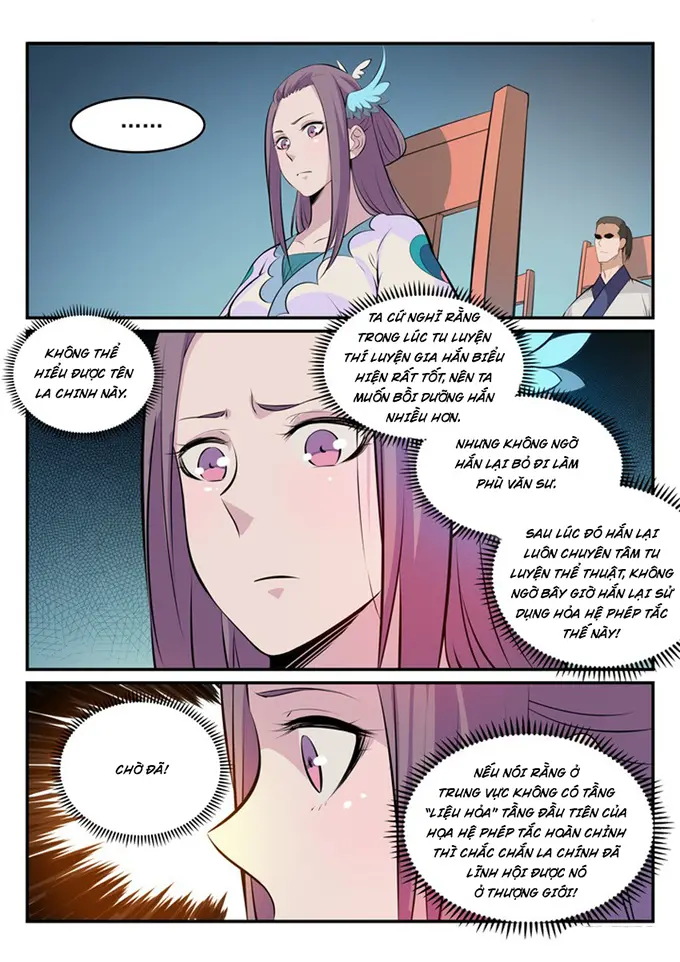 ......
KHÔNG THỂ
HIỂU ĐƯỢC TÊN
LA CHINH NÀY.
TA CỨ NGHĨ RẰNG
TRONG LÚC TU LUYỆN
THÍ LUYỆN GIA HẮN BIỂU
HIỆN RẤT TỐT, NÊN TA
MUỐN BỒI DƯỠNG HẮN
NHIỀU HƠN.
NHƯNG KHÔNG NGỜ
HẮN LẠI BỎ ĐI LÀM
PHÙ VĂN SƯ.
SAU LÚC ĐÓ HẮN LẠI
LUÔN CHUYÊN TÂM TU
LUYỆN THỂ THUẬT, KHÔNG
NGỜ BÂY GIỜ HẮN LẠI SỬ
DỤNG HỎA HỆ PHÉP TẮC
THẾ NÀY!
CHỜ ĐÃ!
NẾU NÓI RẰNG Ở
TRUNG VỰC KHÔNG CÓ TẦNG
"LIỆU HỎA" TẦNG ĐẦU TIÊN CỦA
HỌA HỆ PHÉP TẮC HOÀN CHỈNH
THÌ CHẮC CHẮN LA CHÍNH ĐÃ
LĨNH HỘI ĐƯỢC NÓ
Ở THƯỢNG GIỚI!